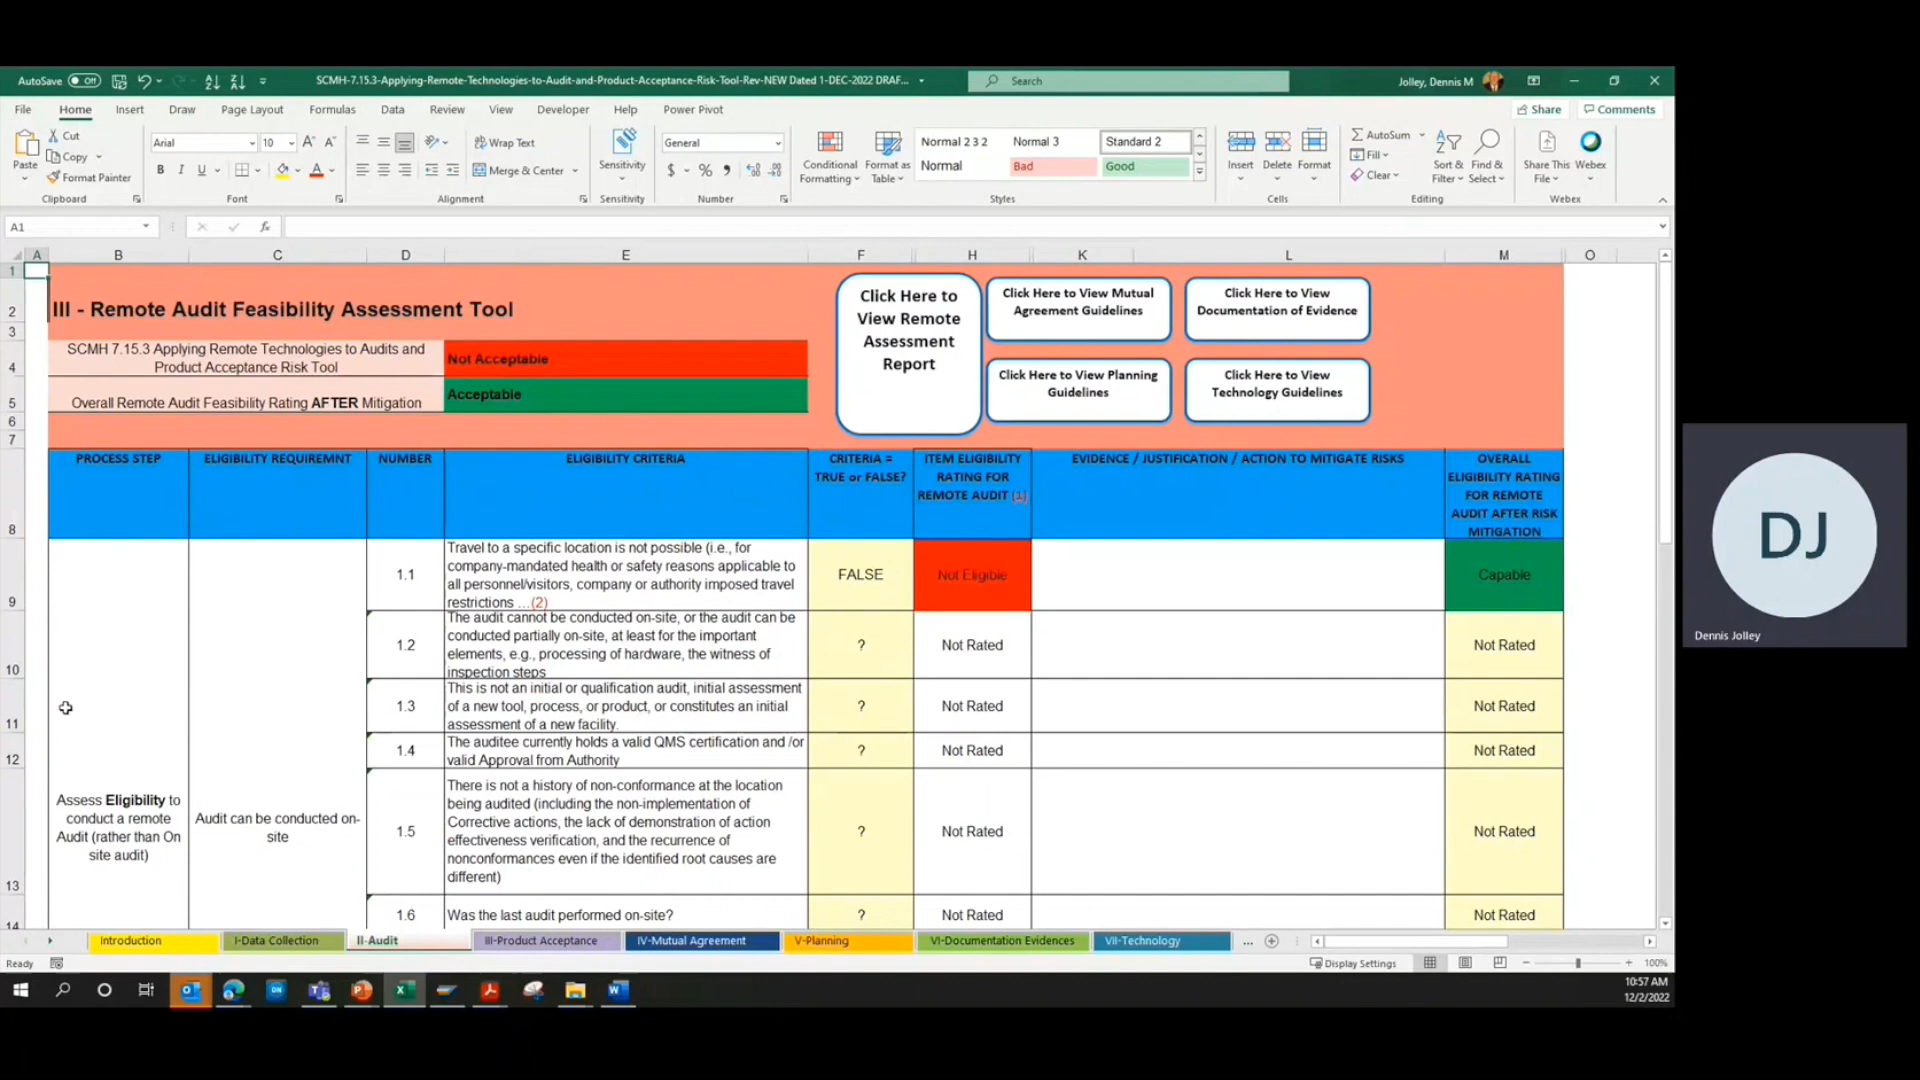 AutoSave Off SCMH-7.15.3-Applying-Remote-Technologies-to-Audit-and-Product-Acceptance-Risk-Tool-Rev-NEW Dated 1-DEC-2022 DRAF... Search Jolley, Dennis M
File Home Insert Draw Page Layout Formulas Data Review View Developer Help Power Pivot Share Comments
Paste
Cut
Copy
Format Painter
Clipboard
Arial 10
B I U
Font
Wrap Text
Merge & Center
Alignment
Sensitivity
Sensitivity
General
$ % ,
Number
Conditional Formatting
Format as Table
Normal 2 3 2 Normal 3 Standard 2
Normal Bad Good
Styles
Insert Delete Format
Cells
AutoSum
Fill
Clear
Sort & Filter
Find & Select
Editing
Share This File
Webex
Webex
A1 fx
A B C D E F H K L M O
1
2
3
4
5
6
7
8
9
10
11
12
13
14
III - Remote Audit Feasibility Assessment Tool
SCMH 7.15.3 Applying Remote Technologies to Audits and
Product Acceptance Risk Tool
Not Acceptable
Overall Remote Audit Feasibility Rating AFTER Mitigation
Acceptable
Click Here to
View Remote
Assessment
Report
Click Here to View Mutual
Agreement Guidelines
Click Here to View
Documentation of Evidence
Click Here to View Planning
Guidelines
Click Here to View
Technology Guidelines
PROCESS STEP
ELIGIBILITY REQUIREMNT
NUMBER
ELIGIBILITY CRITERIA
CRITERIA =
TRUE or FALSE?
ITEM ELIGIBILITY
RATING FOR
REMOTE AUDIT (1)
EVIDENCE / JUSTIFICATION / ACTION TO MITIGATE RISKS
OVERALL
ELIGIBILITY RATING
FOR REMOTE
AUDIT AFTER RISK
MITIGATION
Assess Eligibility to
conduct a remote
Audit (rather than On
site audit)
Audit can be conducted on-
site
1.1
Travel to a specific location is not possible (i.e., for
company-mandated health or safety reasons applicable to
all personnel/visitors, company or authority imposed travel
restrictions ...(2)
FALSE
Not Eligible
Capable
1.2
The audit cannot be conducted on-site, or the audit can be
conducted partially on-site, at least for the important
elements, e.g., processing of hardware, the witness of
inspection steps
?
Not Rated
Not Rated
1.3
This is not an initial or qualification audit, initial assessment
of a new tool, process, or product, or constitutes an initial
assessment of a new facility.
?
Not Rated
Not Rated
1.4
The auditee currently holds a valid QMS certification and /or
valid Approval from Authority
?
Not Rated
Not Rated
1.5
There is not a history of non-conformance at the location
being audited (including the non-implementation of
Corrective actions, the lack of demonstration of action
effectiveness verification, and the recurrence of
nonconformances even if the identified root causes are
different)
?
Not Rated
Not Rated
1.6
Was the last audit performed on-site?
?
Not Rated
Not Rated
Introduction I-Data Collection II-Audit III-Product Acceptance IV-Mutual Agreement V-Planning VI-Documentation Evidences VII-Technology ...
Ready Display Settings 100%
10:57 AM
12/2/2022
DJ
Dennis Jolley